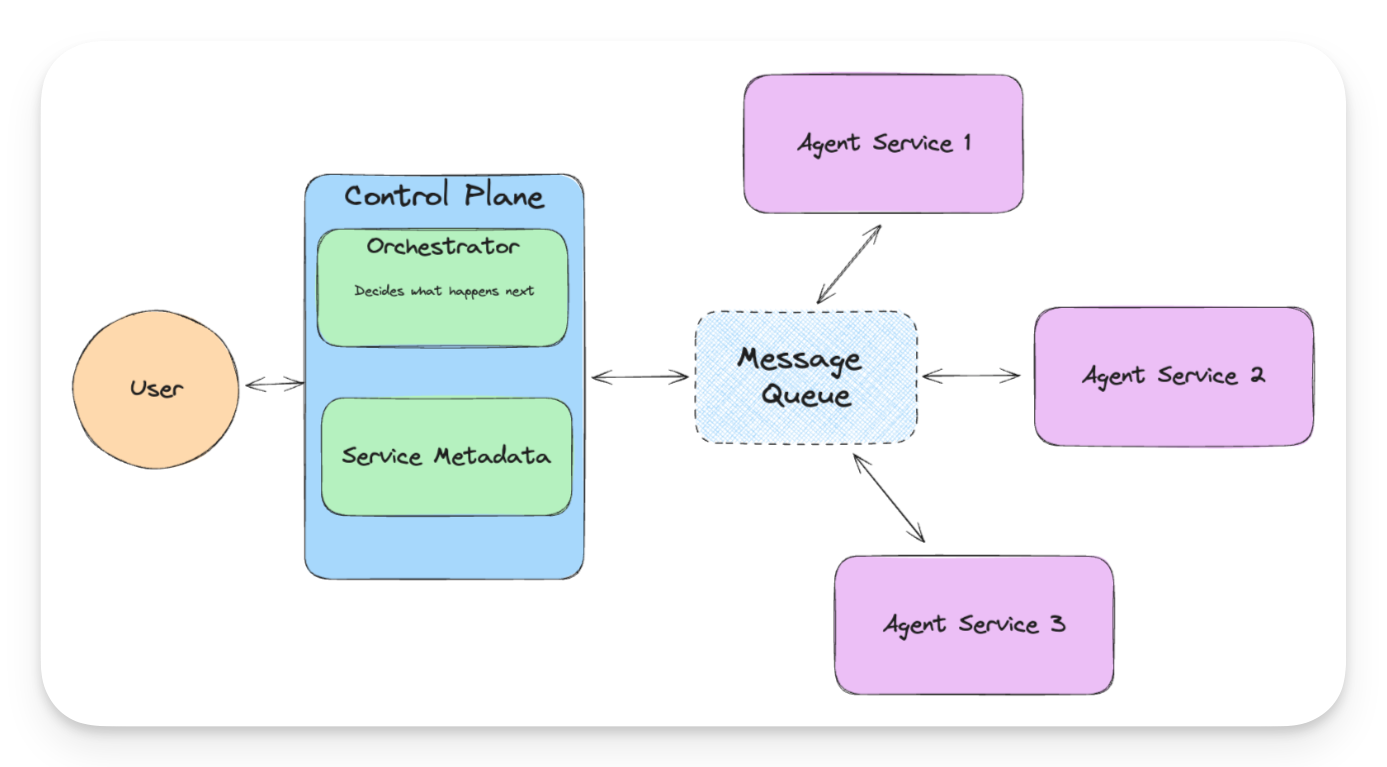 Control Plane
Orchestrator
Decides what happens next
Service Metadata
User
Message
Queue
Agent Service 1
Agent Service 2
Agent Service 3